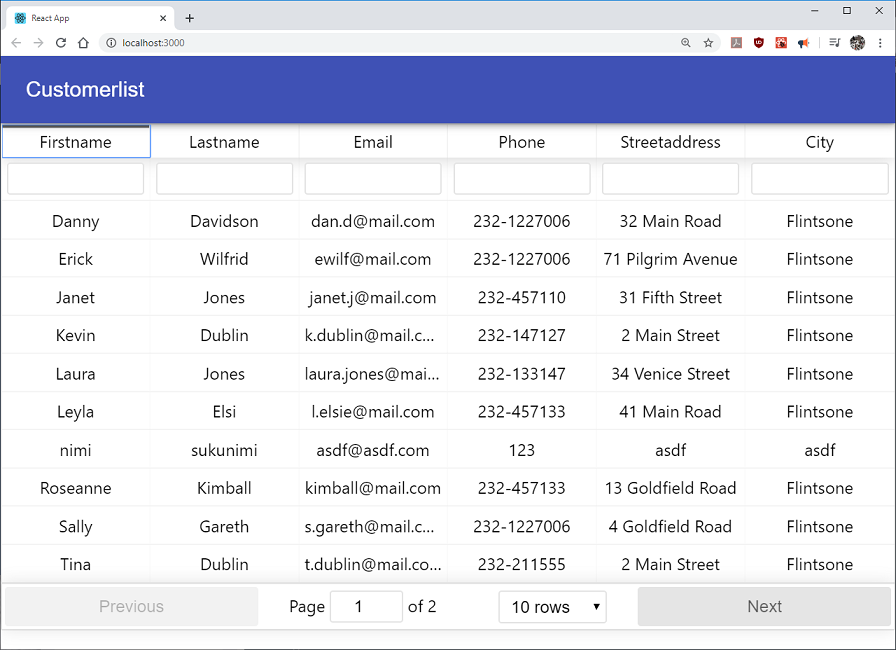 React App
localhost:3000
Customerlist
Firstname Lastname Email Phone Streetaddress City
Danny Davidson dan.d@mail.com 232-1227006 32 Main Road Flintsone
Erick Wilfrid ewilf@mail.com 232-1227006 71 Pilgrim Avenue Flintsone
Janet Jones janet.j@mail.com 232-457110 31 Fifth Street Flintsone
Kevin Dublin k.dublin@mail.c... 232-147127 2 Main Street Flintsone
Laura Jones laura.jones@mai... 232-133147 34 Venice Street Flintsone
Leyla Elsi l.elsie@mail.com 232-457133 41 Main Road Flintsone
nimi sukunimi asdf@asdf.com 123 asdf asdf
Roseanne Kimball kimball@mail.com 232-457133 13 Goldfield Road Flintsone
Sally Gareth s.gareth@mail.c... 232-1227006 4 Goldfield Road Flintsone
Tina Dublin t.dublin@mail.co... 232-211555 2 Main Street Flintsone
Previous Page 1 of 2 10 rows Next